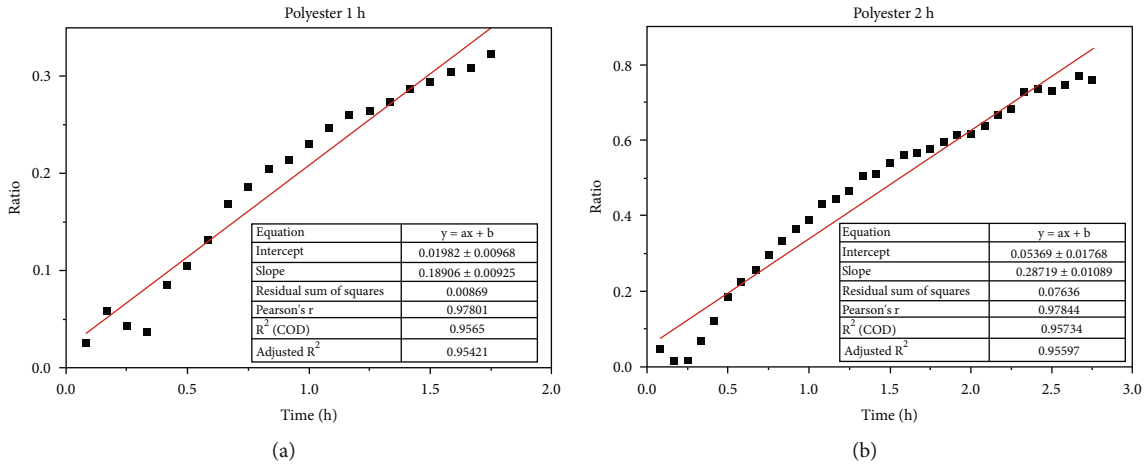 Polyester 1 h
Ratio
0.3
0.2
0.1
0.0
0.0 0.5 1.0 1.5 2.0
Time (h)
Equation y = ax + b
Intercept 0.01982 ± 0.00968
Slope 0.18906 ± 0.00925
Residual sum of squares 0.00869
Pearson's r 0.97801
R² (COD) 0.9565
Adjusted R² 0.95421
(a)
Polyester 2 h
Ratio
0.8
0.6
0.4
0.2
0.0
0.0 0.5 1.0 1.5 2.0 2.5 3.0
Time (h)
Equation y = ax + b
Intercept 0.05369 ± 0.01768
Slope 0.28719 ± 0.01089
Residual sum of squares 0.07636
Pearson's r 0.97844
R² (COD) 0.95734
Adjusted R² 0.95597
(b)